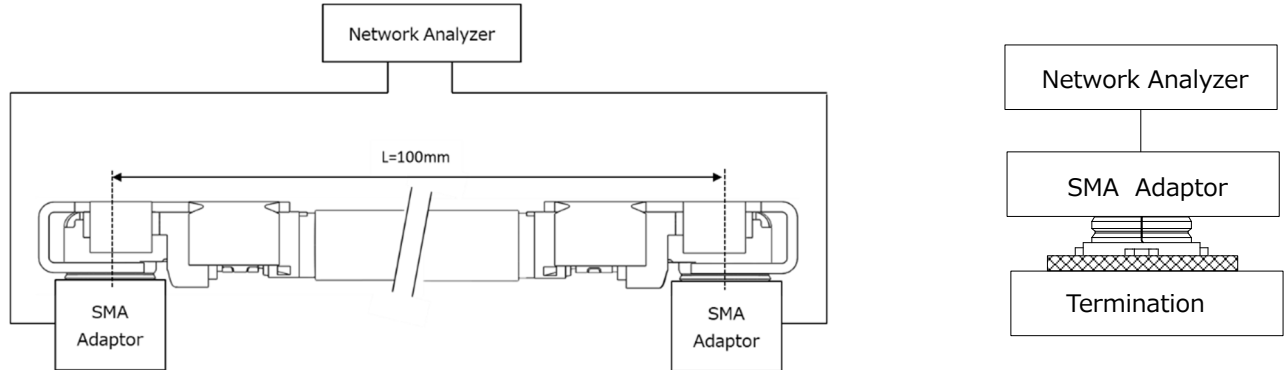 Network Analyzer
L=100mm
SMA
Adaptor
SMA
Adaptor
Network Analyzer
SMA Adaptor
Termination